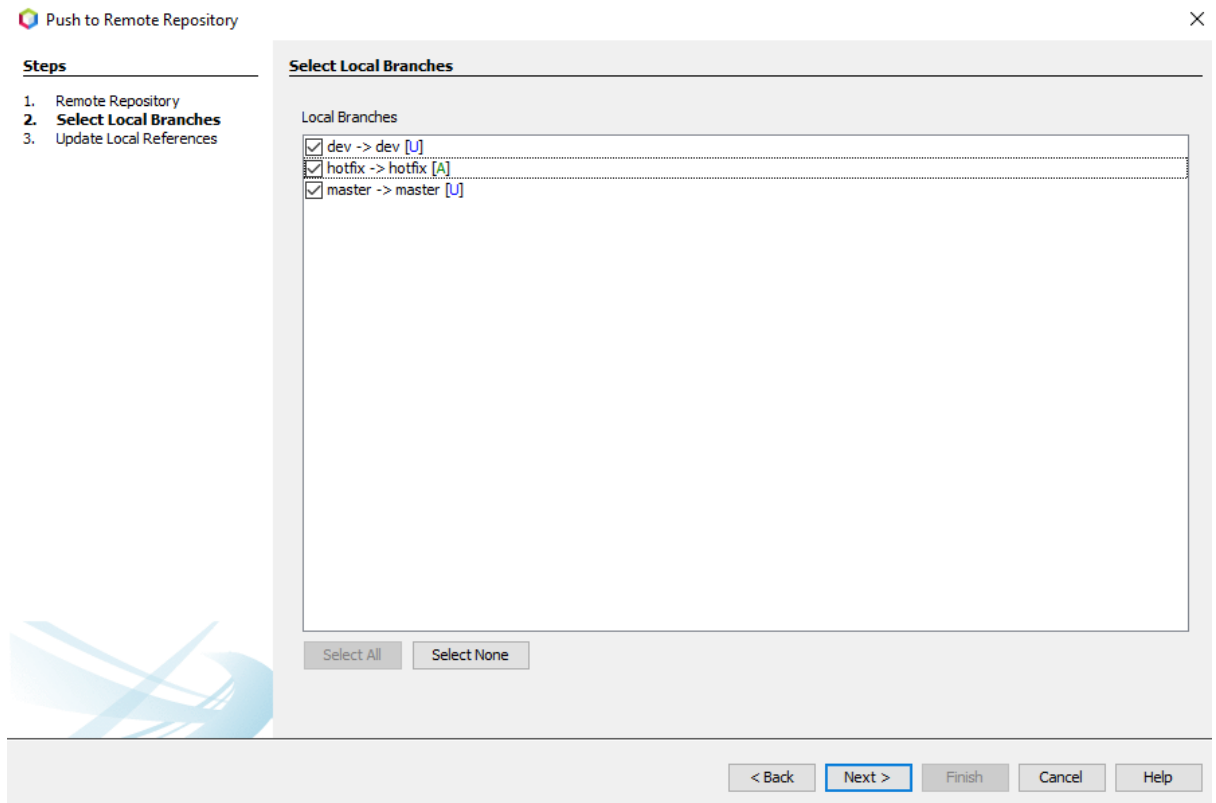 Push to Remote Repository
Steps
1. Remote Repository
2. Select Local Branches
3. Update Local References
Select Local Branches
Local Branches
dev -> dev [U]
hotfix -> hotfix [A]
master -> master [U]
Select All
Select None
< Back
Next >
Finish
Cancel
Help